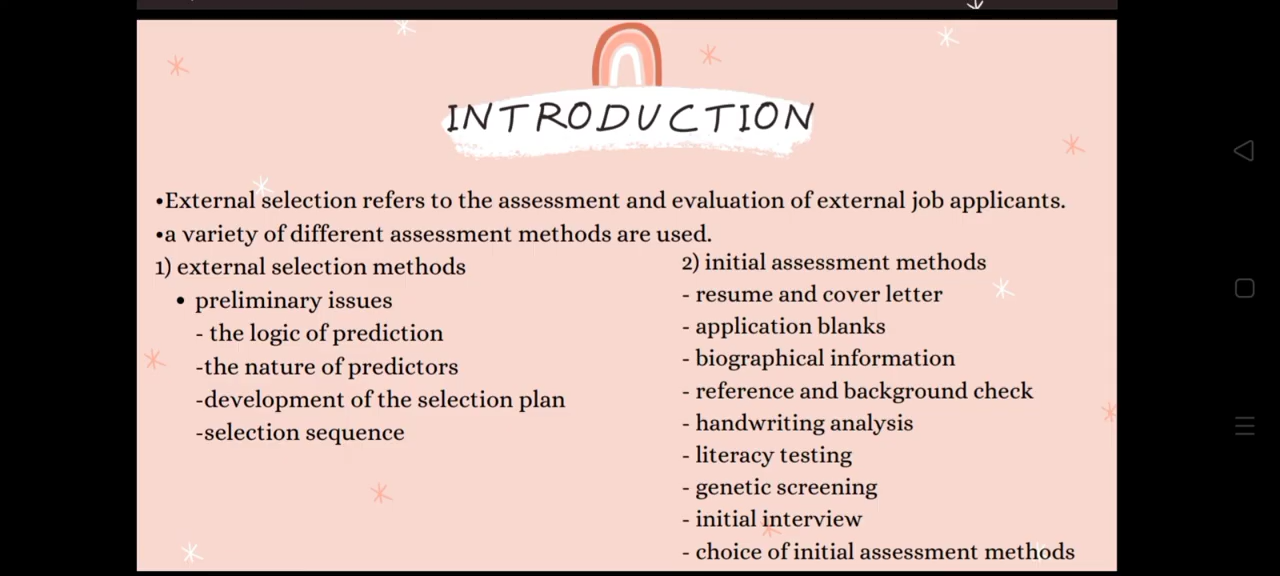 INTRODUCTION
•External selection refers to the assessment and evaluation of external job applicants.
•a variety of different assessment methods are used.
1) external selection methods
• preliminary issues
- the logic of prediction
-the nature of predictors
-development of the selection plan
-selection sequence
2) initial assessment methods
- resume and cover letter
- application blanks
- biographical information
- reference and background check
- handwriting analysis
- literacy testing
- genetic screening
- initial interview
- choice of initial assessment methods